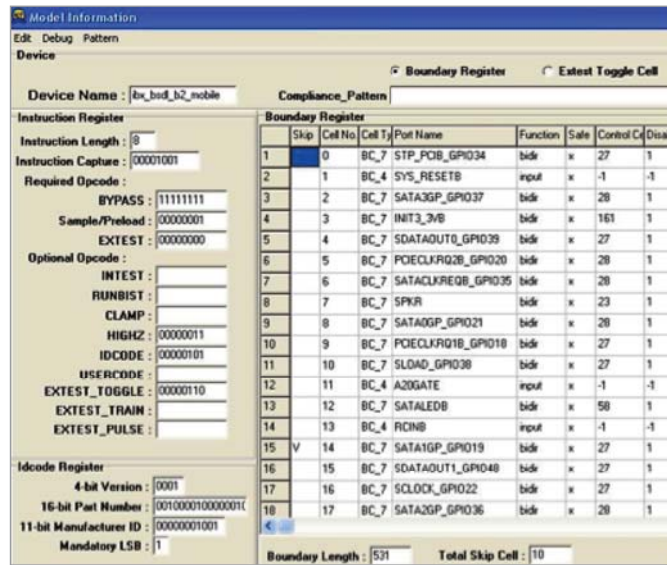 Model Information
Edit Debug Pattern
Device
Boundary Register Extest Toggle Cell
Device Name : ibx_bsdl_b2_mobile Compliance_Pattern
Instruction Register
Instruction Length : 8
Instruction Capture : 00001001
Required Opcode :
BYPASS : 11111111
Sample/Preload : 00000001
EXTEST : 00000000
Optional Opcode :
INTEST :
RUNBIST :
CLAMP :
HIGHZ : 00000011
IDCODE : 00000101
USERCODE :
EXTEST_TOGGLE : 00000110
EXTEST_TRAIN :
EXTEST_PULSE :
Idcode Register
4-bit Version : 0001
16-bit Part Number :
11-bit Manufacturer ID : 00000001001
Mandatory LSB : 1
Boundary Register
Skip Cell No. Cell Ty Port Name Function Safe Control Ce Disa
1 0 BC_7 STP_PCIB_GPIO34 bidir x 27 1
2 1 BC_4 SYS_RESETB input x -1 -1
3 2 BC_7 SATA3GP_GPIO37 bidir x 28 1
4 3 BC_7 INIT3_3VB bidir x 161 1
5 4 BC_7 SDATAOUT0_GPIO39 bidir x 27 1
6 5 BC_7 PCIECLKRQ2B_GPIO20 bidir x 28 1
7 6 BC_7 SATACLKREQB_GPIO35 bidir x 27 1
8 7 BC_7 SPKR bidir x 23 1
9 8 BC_7 SATA0GP_GPIO21 bidir x 28 1
10 9 BC_7 PCIECLKRQ1B_GPIO18 bidir x 27 1
11 10 BC_7 SLOAD_GPIO38 bidir x 27 1
12 11 BC_4 A20GATE input x -1 -1
13 12 BC_7 SATALEDB bidir x 58 1
14 13 BC_4 RCINB input x -1 -1
15 V 14 BC_7 SATA1GP_GPIO19 bidir x 27 1
16 15 BC_7 SDATAOUT1_GPIO48 bidir x 27 1
17 16 BC_7 SCLOCK_GPIO22 bidir x 27 1
18 17 BC_7 SATA2GP_GPIO36 bidir x 28 1
Boundary Length : 531 Total Skip Cell : 10